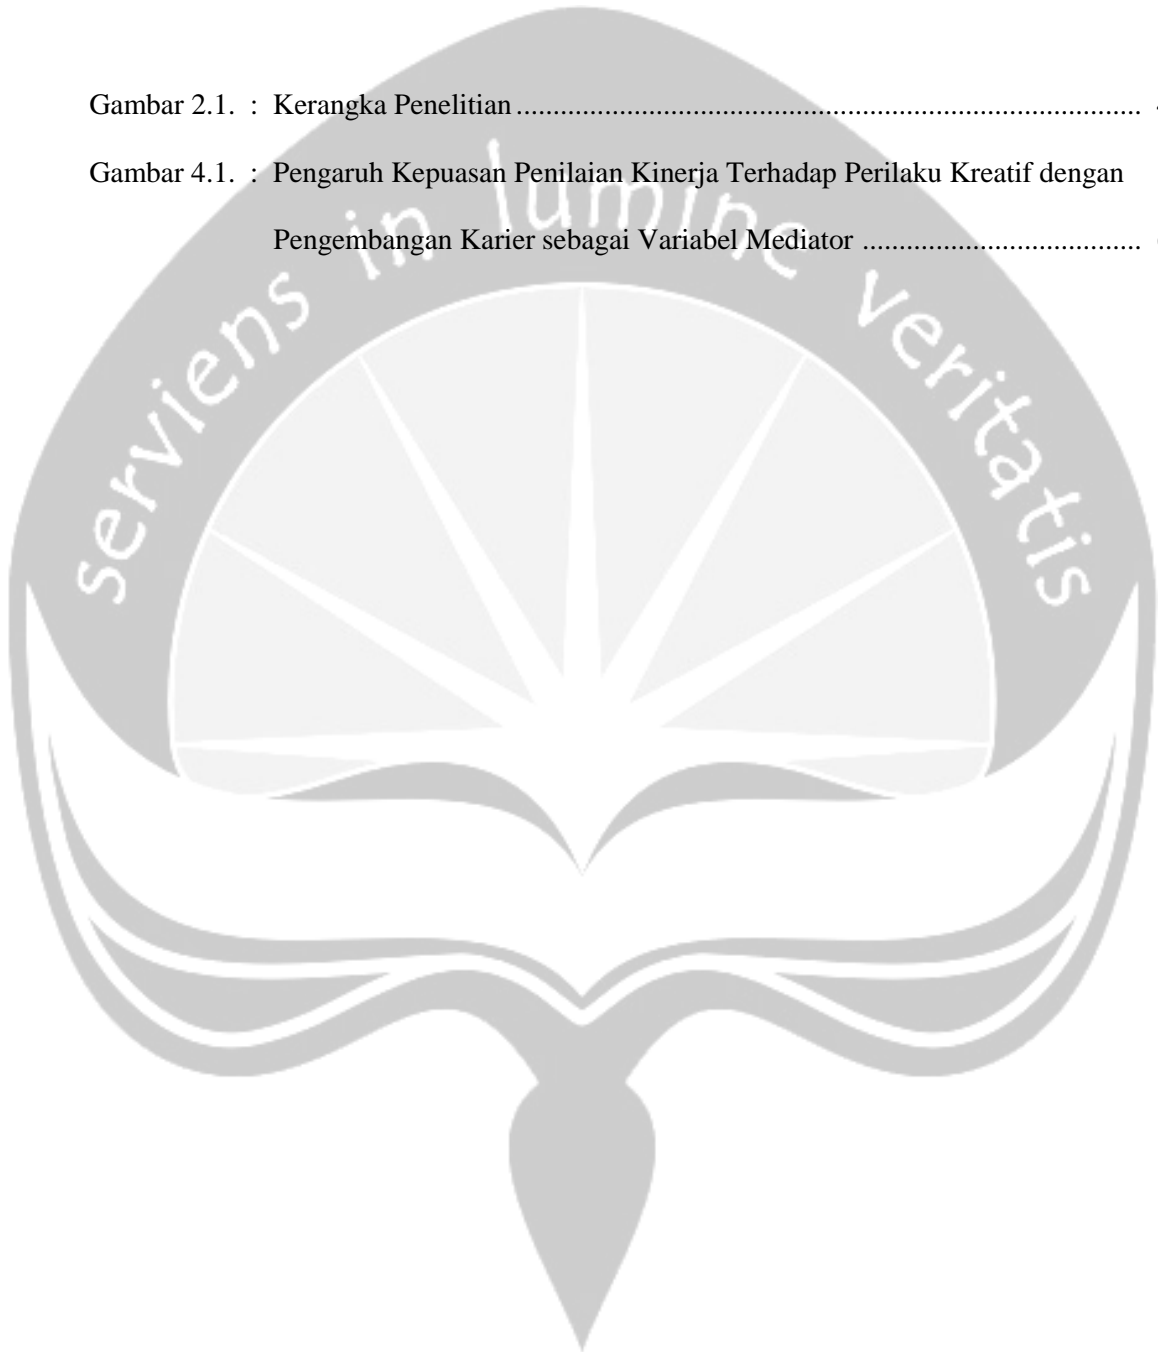 Gambar 2.1. : Kerangka Penelitian .....................................................................................
Gambar 4.1. : Pengaruh Kepuasan Penilaian Kinerja Terhadap Perilaku Kreatif dengan
Pengembangan Karier sebagai Variabel Mediator ......................................
serviens in lumine veritatis